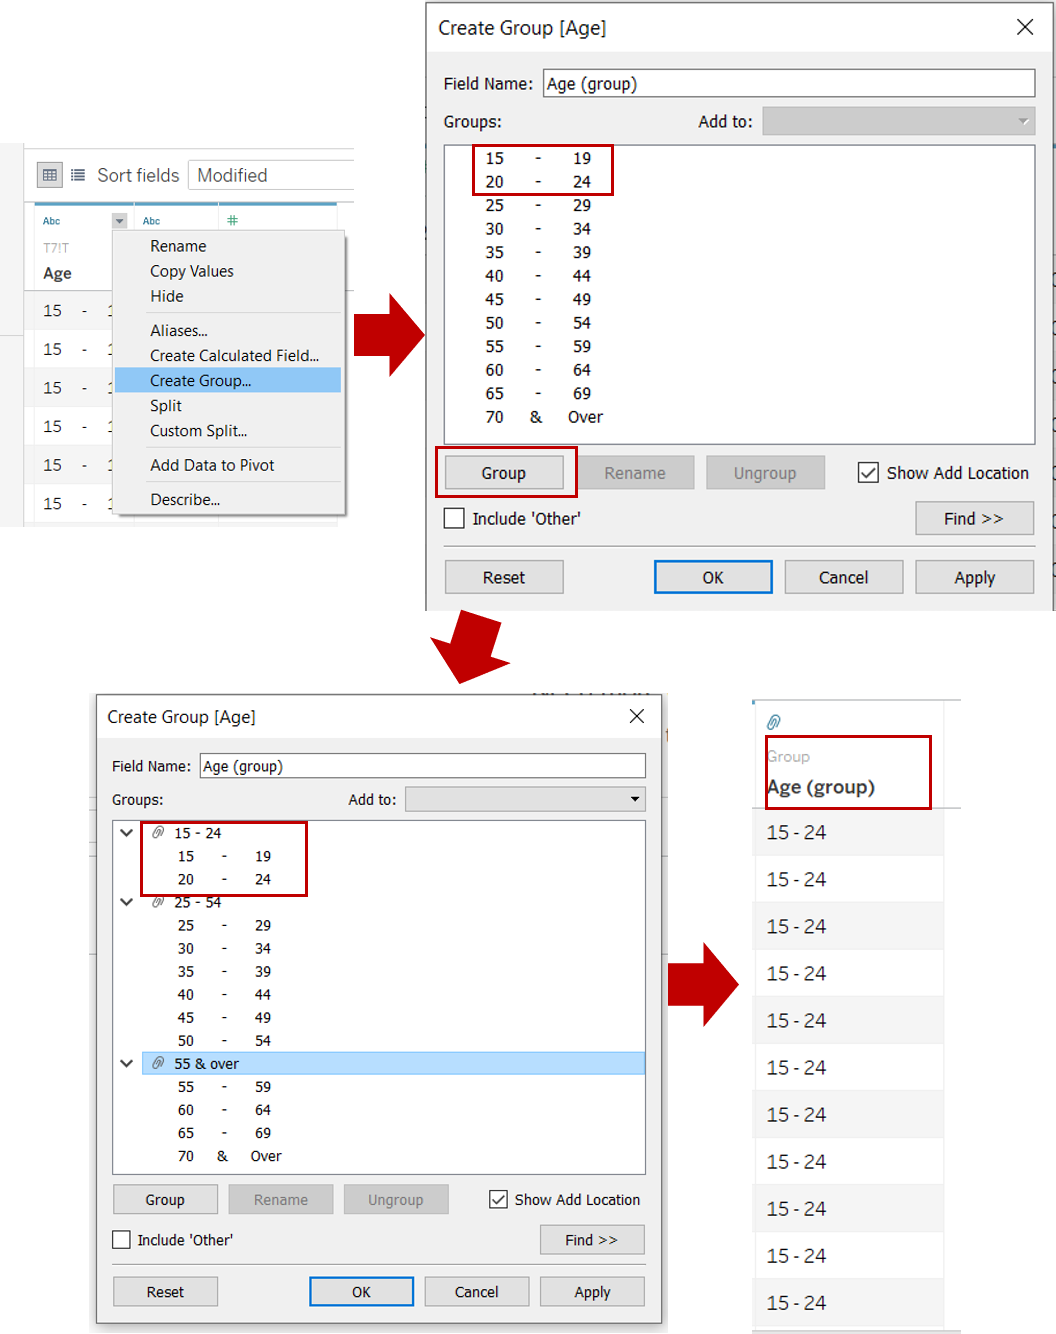 Sort fields Modified
Abc Abc #
T7!T
Age
15 - 1
15 - 1
15 - 1
15 - 1
15 - 1
15 - 1
Rename
Copy Values
Hide
Aliases...
Create Calculated Field...
Create Group...
Split
Custom Split...
Add Data to Pivot
Describe...
Create Group [Age]
Field Name: Age (group)
Groups: Add to:
15 - 19
20 - 24
25 - 29
30 - 34
35 - 39
40 - 44
45 - 49
50 - 54
55 - 59
60 - 64
65 - 69
70 & Over
Group Rename Ungroup Show Add Location
Include 'Other' Find >>
Reset OK Cancel Apply
Create Group [Age]
Field Name: Age (group)
Groups: Add to:
15 - 24
15 - 19
20 - 24
25 - 54
25 - 29
30 - 34
35 - 39
40 - 44
45 - 49
50 - 54
55 & over
55 - 59
60 - 64
65 - 69
70 & Over
Group Rename Ungroup Show Add Location
Include 'Other' Find >>
Reset OK Cancel Apply
Group
Age (group)
15 - 24
15 - 24
15 - 24
15 - 24
15 - 24
15 - 24
15 - 24
15 - 24
15 - 24
15 - 24
15 - 24